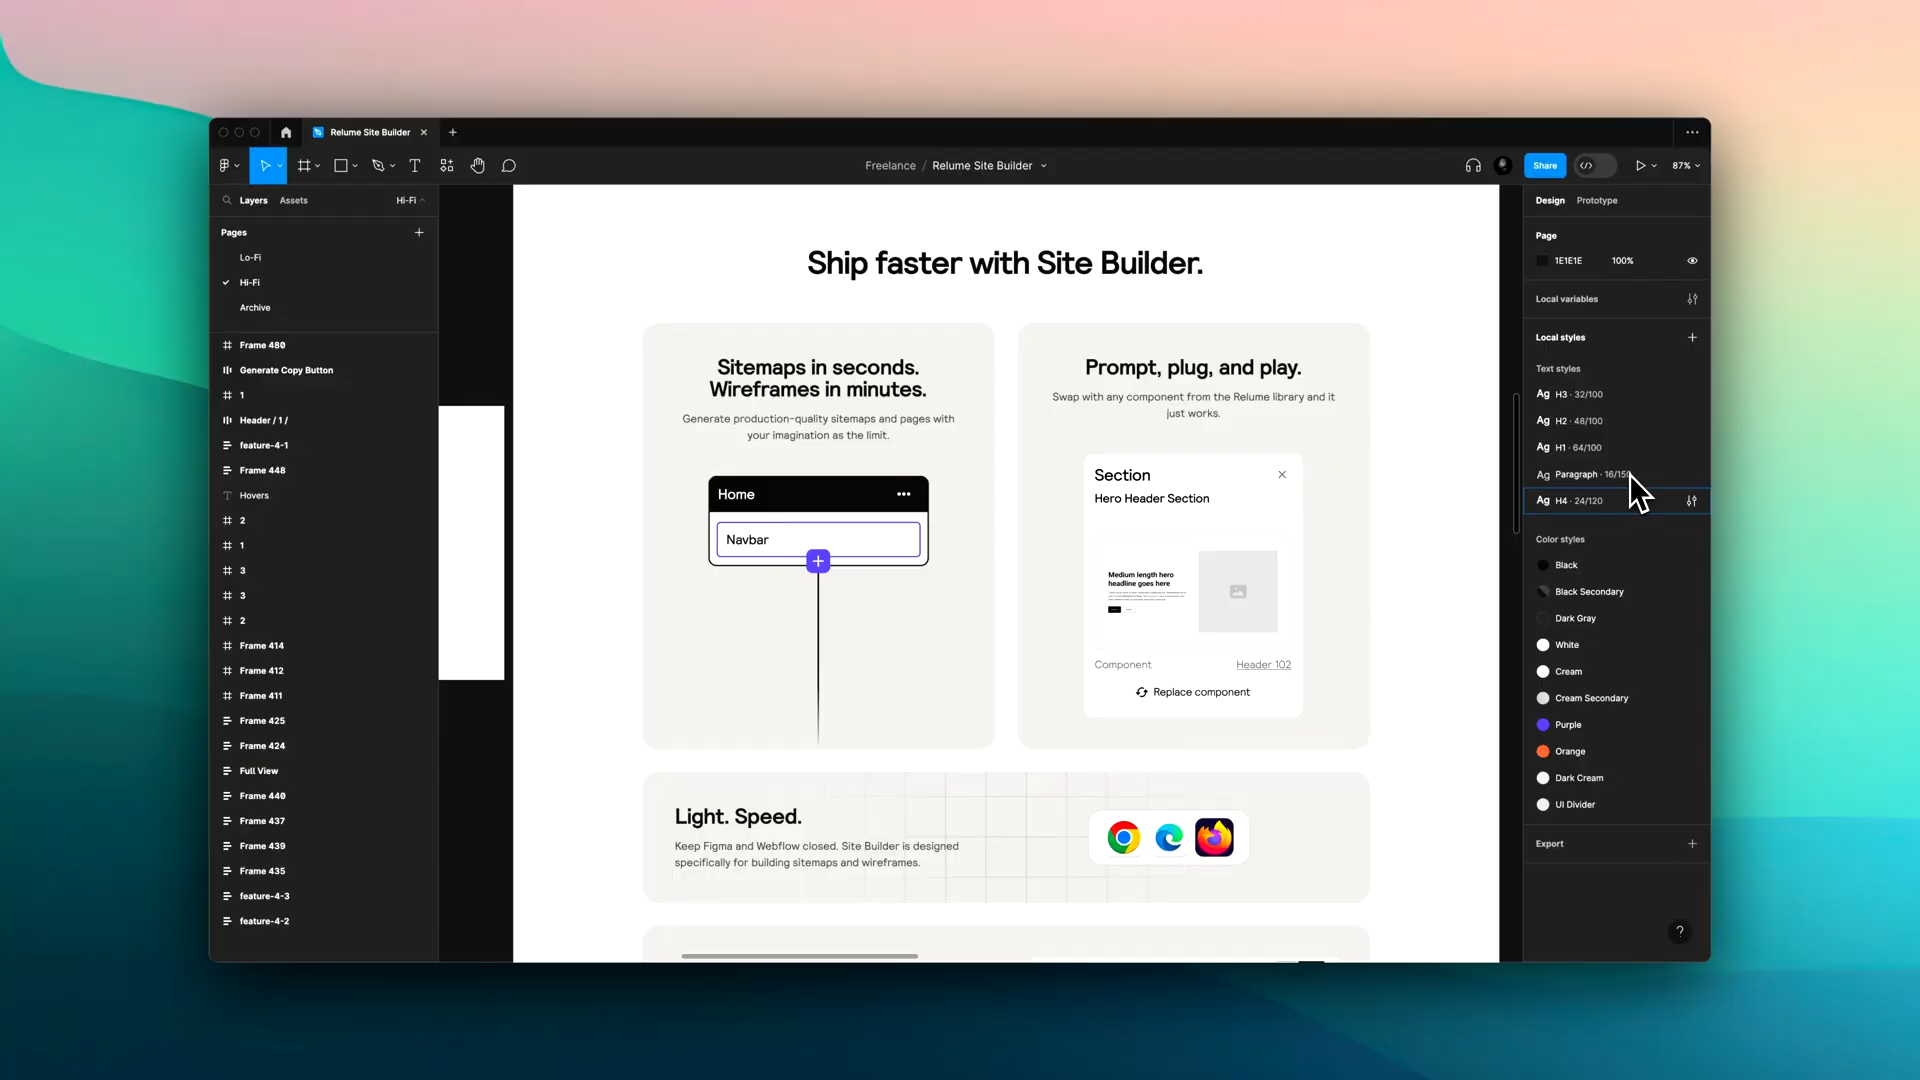 Relume Site Builder
Freelance / Relume Site Builder
Share
87%
Layers
Assets
Hi-Fi
Pages
Lo-Fi
Hi-Fi
Archive
Frame 480
Generate Copy Button
1
Header / 1 /
feature-4-1
Frame 448
Hovers
2
1
3
3
2
Frame 414
Frame 412
Frame 411
Frame 425
Frame 424
Full View
Frame 440
Frame 437
Frame 439
Frame 435
feature-4-3
feature-4-2
Ship faster with Site Builder.
Sitemaps in seconds.
Wireframes in minutes.
Generate production-quality sitemaps and pages with
your imagination as the limit.
Home
Navbar
Prompt, plug, and play.
Swap with any component from the Relume library and it
just works.
Section
Hero Header Section
Medium length hero
headline goes here
Component
Header 102
Replace component
Light. Speed.
Keep Figma and Webflow closed. Site Builder is designed
specifically for building sitemaps and wireframes.
Design
Prototype
Page
1E1E1E
100%
Local variables
Local styles
Text styles
Ag H3 · 32/100
Ag H2 · 48/100
Ag H1 · 64/100
Ag Paragraph · 16/150
Ag H4 · 24/120
Color styles
Black
Black Secondary
Dark Gray
White
Cream
Cream Secondary
Purple
Orange
Dark Cream
UI Divider
Export
?